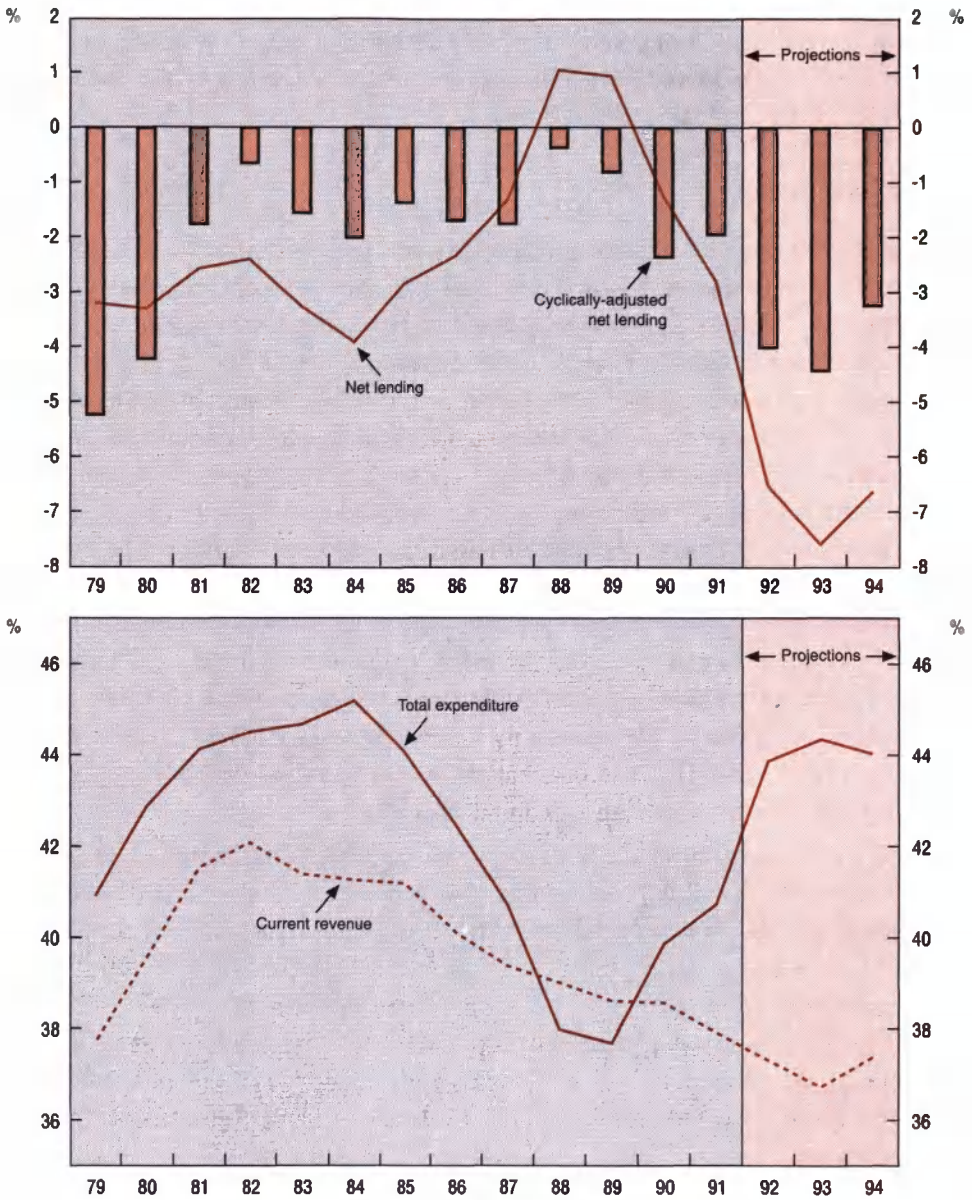 % 2 2 %
← Projections →
1 1
0 0
-1 -1
-2 -2
Cyclically-adjusted
net lending
-3 -3
-4 -4
Net lending
-5 -5
-6 -6
-7 -7
-8 -8
79 80 81 82 83 84 85 86 87 88 89 90 91 92 93 94
% %
← Projections →
46 46
Total expenditure
44 44
42 42
Current revenue
40 40
38 38
36 36
79 80 81 82 83 84 85 86 87 88 89 90 91 92 93 94